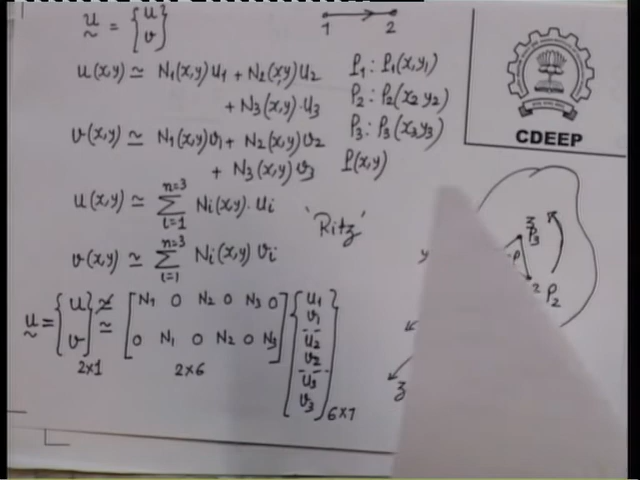 u = {u v}
1 2
u(x,y) ≃ N1(x,y)u1 + N2(x,y)u2
+ N3(x,y)·u3
v(x,y) ≃ N1(x,y)v1 + N2(x,y)v2
+ N3(x,y)v3
P1: P1(x,y1)
P2: P2(x2 y2)
P3: P3(x3y3)
P(x,y)
u(x,y) ≃ Σ n=3 i=1 Ni(x,y)·ui
'Ritz'
v(x,y) ≃ Σ n=3 i=1 Ni(x,y)vi
u = {u v} ≃ [N1 0 N2 0 N3 0
0 N1 0 N2 0 N3] {u1 v1 u2 v2 u3 v3}
2×1 2×6 6×1
CDEEP
3 P3
P
2 P2
y
z